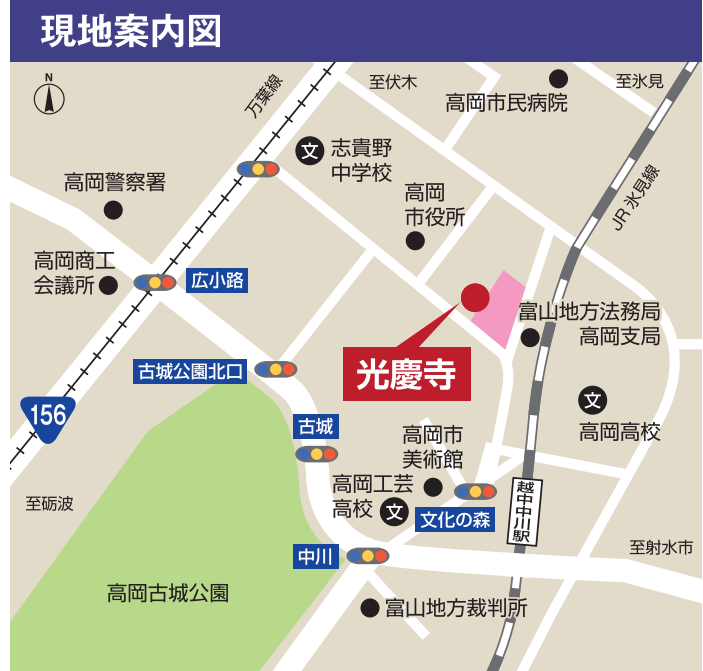 現地案内図
N
万葉線
至伏木
高岡市民病院
至氷見
文
志貴野
中学校
高岡警察署
高岡
市役所
JR 氷見線
高岡商工
会議所
広小路
富山地方法務局
高岡支局
古城公園北口
光慶寺
156
文
高岡高校
古城
高岡市
美術館
高岡工芸
高校
文
文化の森
越中中川駅
至砺波
中川
至射水市
高岡古城公園
富山地方裁判所